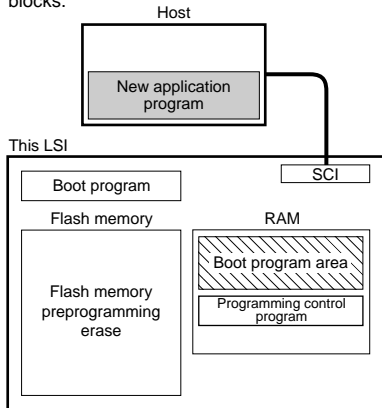 blocks.
Host
New application
program
This LSI
SCI
Boot program
Flash memory
RAM
Flash memory
preprogramming
erase
Boot program area
Programming control
program